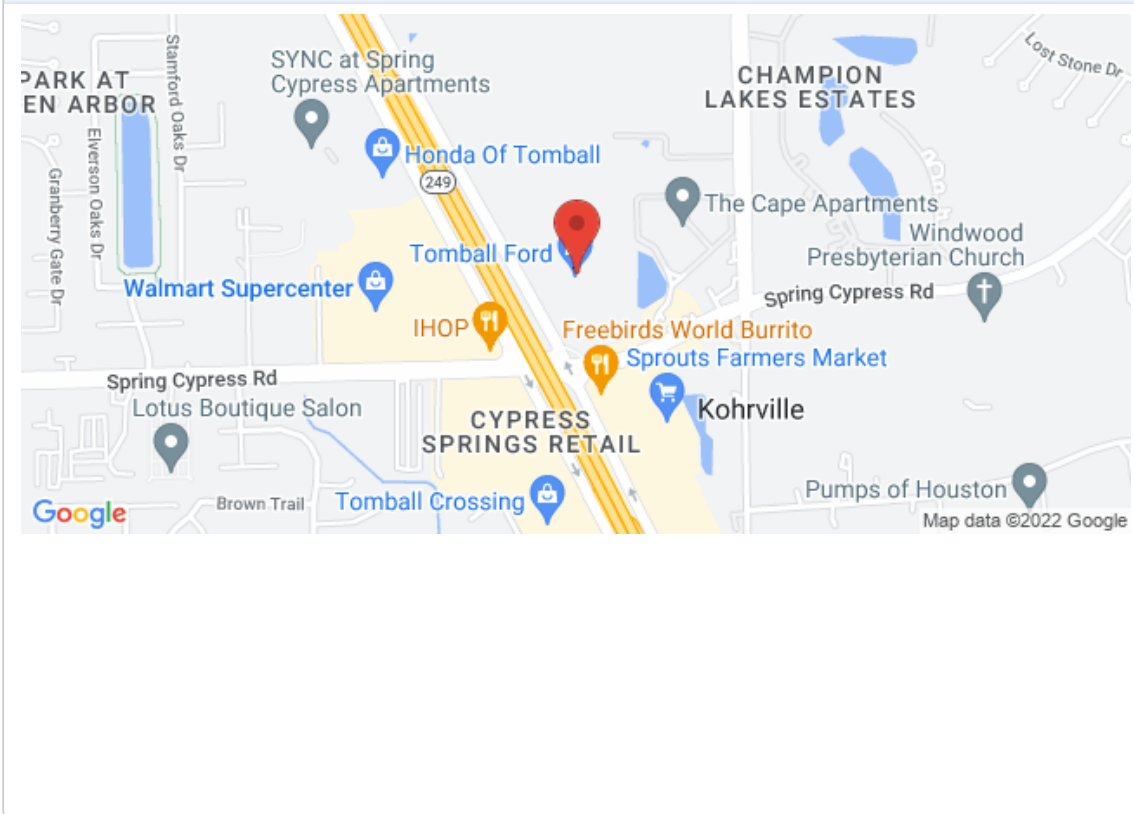 SYNC at Spring
Cypress Apartments
PARK AT
EN ARBOR
Stamford Oaks Dr
Elverson Oaks Dr
Granberry Gate Dr
CHAMPION
LAKES ESTATES
Lost Stone Dr
Honda Of Tomball
249
The Cape Apartments
Windwood
Presbyterian Church
Tomball Ford
Walmart Supercenter
Spring Cypress Rd
IHOP
Freebirds World Burrito
Sprouts Farmers Market
Spring Cypress Rd
Lotus Boutique Salon
CYPRESS
SPRINGS RETAIL
Kohrville
Brown Trail
Tomball Crossing
Pumps of Houston
Google
Map data ©2022 Google